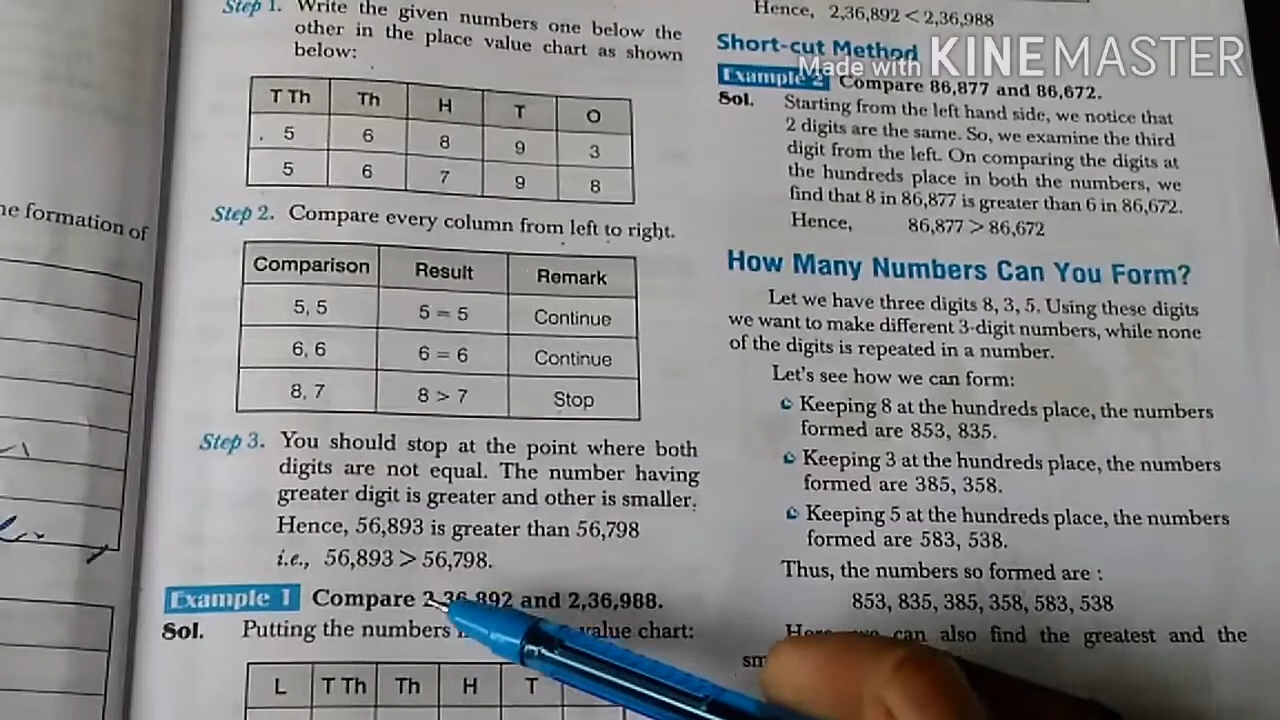 ne formation of
Step 1. Write the given numbers one below the
other in the place value chart as shown
below:
T Th Th H T O
5 6 8 9 3
5 6 7 9 8
Step 2. Compare every column from left to right.
Comparison Result Remark
5, 5 5 = 5 Continue
6, 6 6 = 6 Continue
8, 7 8 > 7 Stop
Step 3. You should stop at the point where both
digits are not equal. The number having
greater digit is greater and other is smaller.
Hence, 56,893 is greater than 56,798
i.e., 56,893 > 56,798.
Example 1 Compare 2,36,892 and 2,36,988.
Sol. Putting the numbers value chart:
L T Th Th H T
Hence, 2,36,892 < 2,36,988
Short-cut Method
Made with KINEMASTER
Example 2 Compare 86,877 and 86,672.
Sol. Starting from the left hand side, we notice that
2 digits are the same. So, we examine the third
digit from the left. On comparing the digits at
the hundreds place in both the numbers, we
find that 8 in 86,877 is greater than 6 in 86,672.
Hence, 86,877 > 86,672
How Many Numbers Can You Form?
Let we have three digits 8, 3, 5. Using these digits
we want to make different 3-digit numbers, while none
of the digits is repeated in a number.
Let's see how we can form:
Keeping 8 at the hundreds place, the numbers
formed are 853, 835.
Keeping 3 at the hundreds place, the numbers
formed are 385, 358.
Keeping 5 at the hundreds place, the numbers
formed are 583, 538.
Thus, the numbers so formed are :
853, 835, 385, 358, 583, 538
Here, we can also find the greatest and the